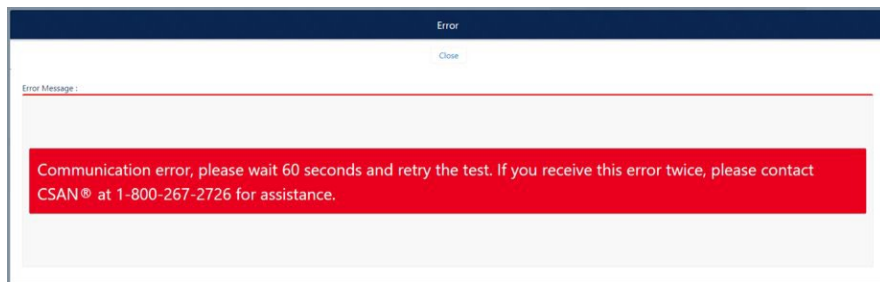 Error
Close
Error Message :
Communication error, please wait 60 seconds and retry the test. If you receive this error twice, please contact
CSAN® at 1-800-267-2726 for assistance.